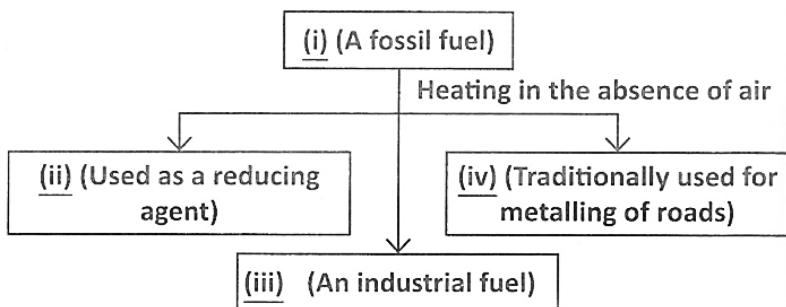 (i) (A fossil fuel)
Heating in the absence of air
(ii) (Used as a reducing
agent)
(iv) (Traditionally used for
metalling of roads)
(iii) (An industrial fuel)